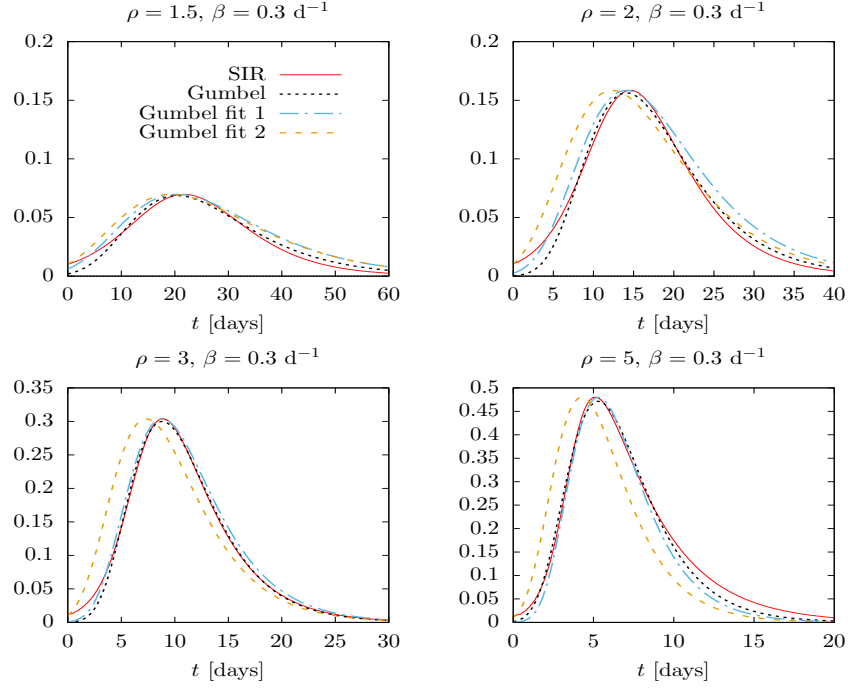 ρ = 1.5, β = 0.3 d⁻¹
0.2
0.15
0.1
0.05
0
0 10 20 30 40 50 60
t [days]
SIR
Gumbel
Gumbel fit 1
Gumbel fit 2
ρ = 2, β = 0.3 d⁻¹
0.2
0.15
0.1
0.05
0
0 5 10 15 20 25 30 35 40
t [days]
ρ = 3, β = 0.3 d⁻¹
0.35
0.3
0.25
0.2
0.15
0.1
0.05
0
0 5 10 15 20 25 30
t [days]
ρ = 5, β = 0.3 d⁻¹
0.5
0.45
0.4
0.35
0.3
0.25
0.2
0.15
0.1
0.05
0
0 5 10 15 20
t [days]